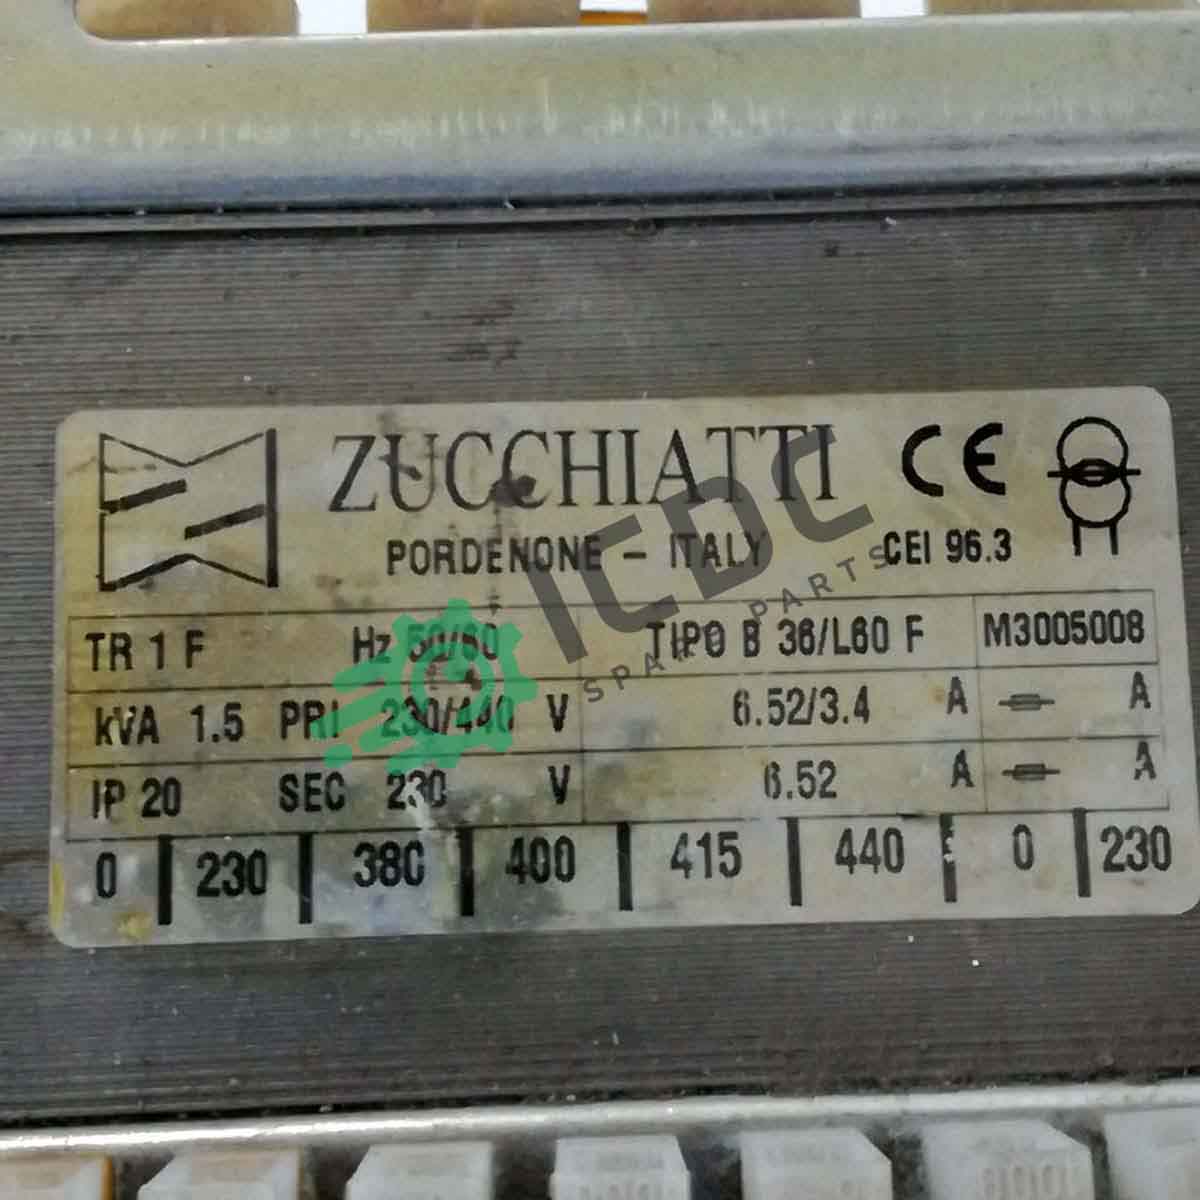 ZUCCHIATTI CE
PORDENONE - ITALY CEI 96.3
ICDC
SPARE PARTS
TR 1 F Hz 50/60 TIPO B 36/L60 F M3005008
kVA 1.5 PRI 230/440 V 6.52/3.4 A A
IP 20 SEC 230 V 6.52 A A
0 230 380 400 415 440 0 230